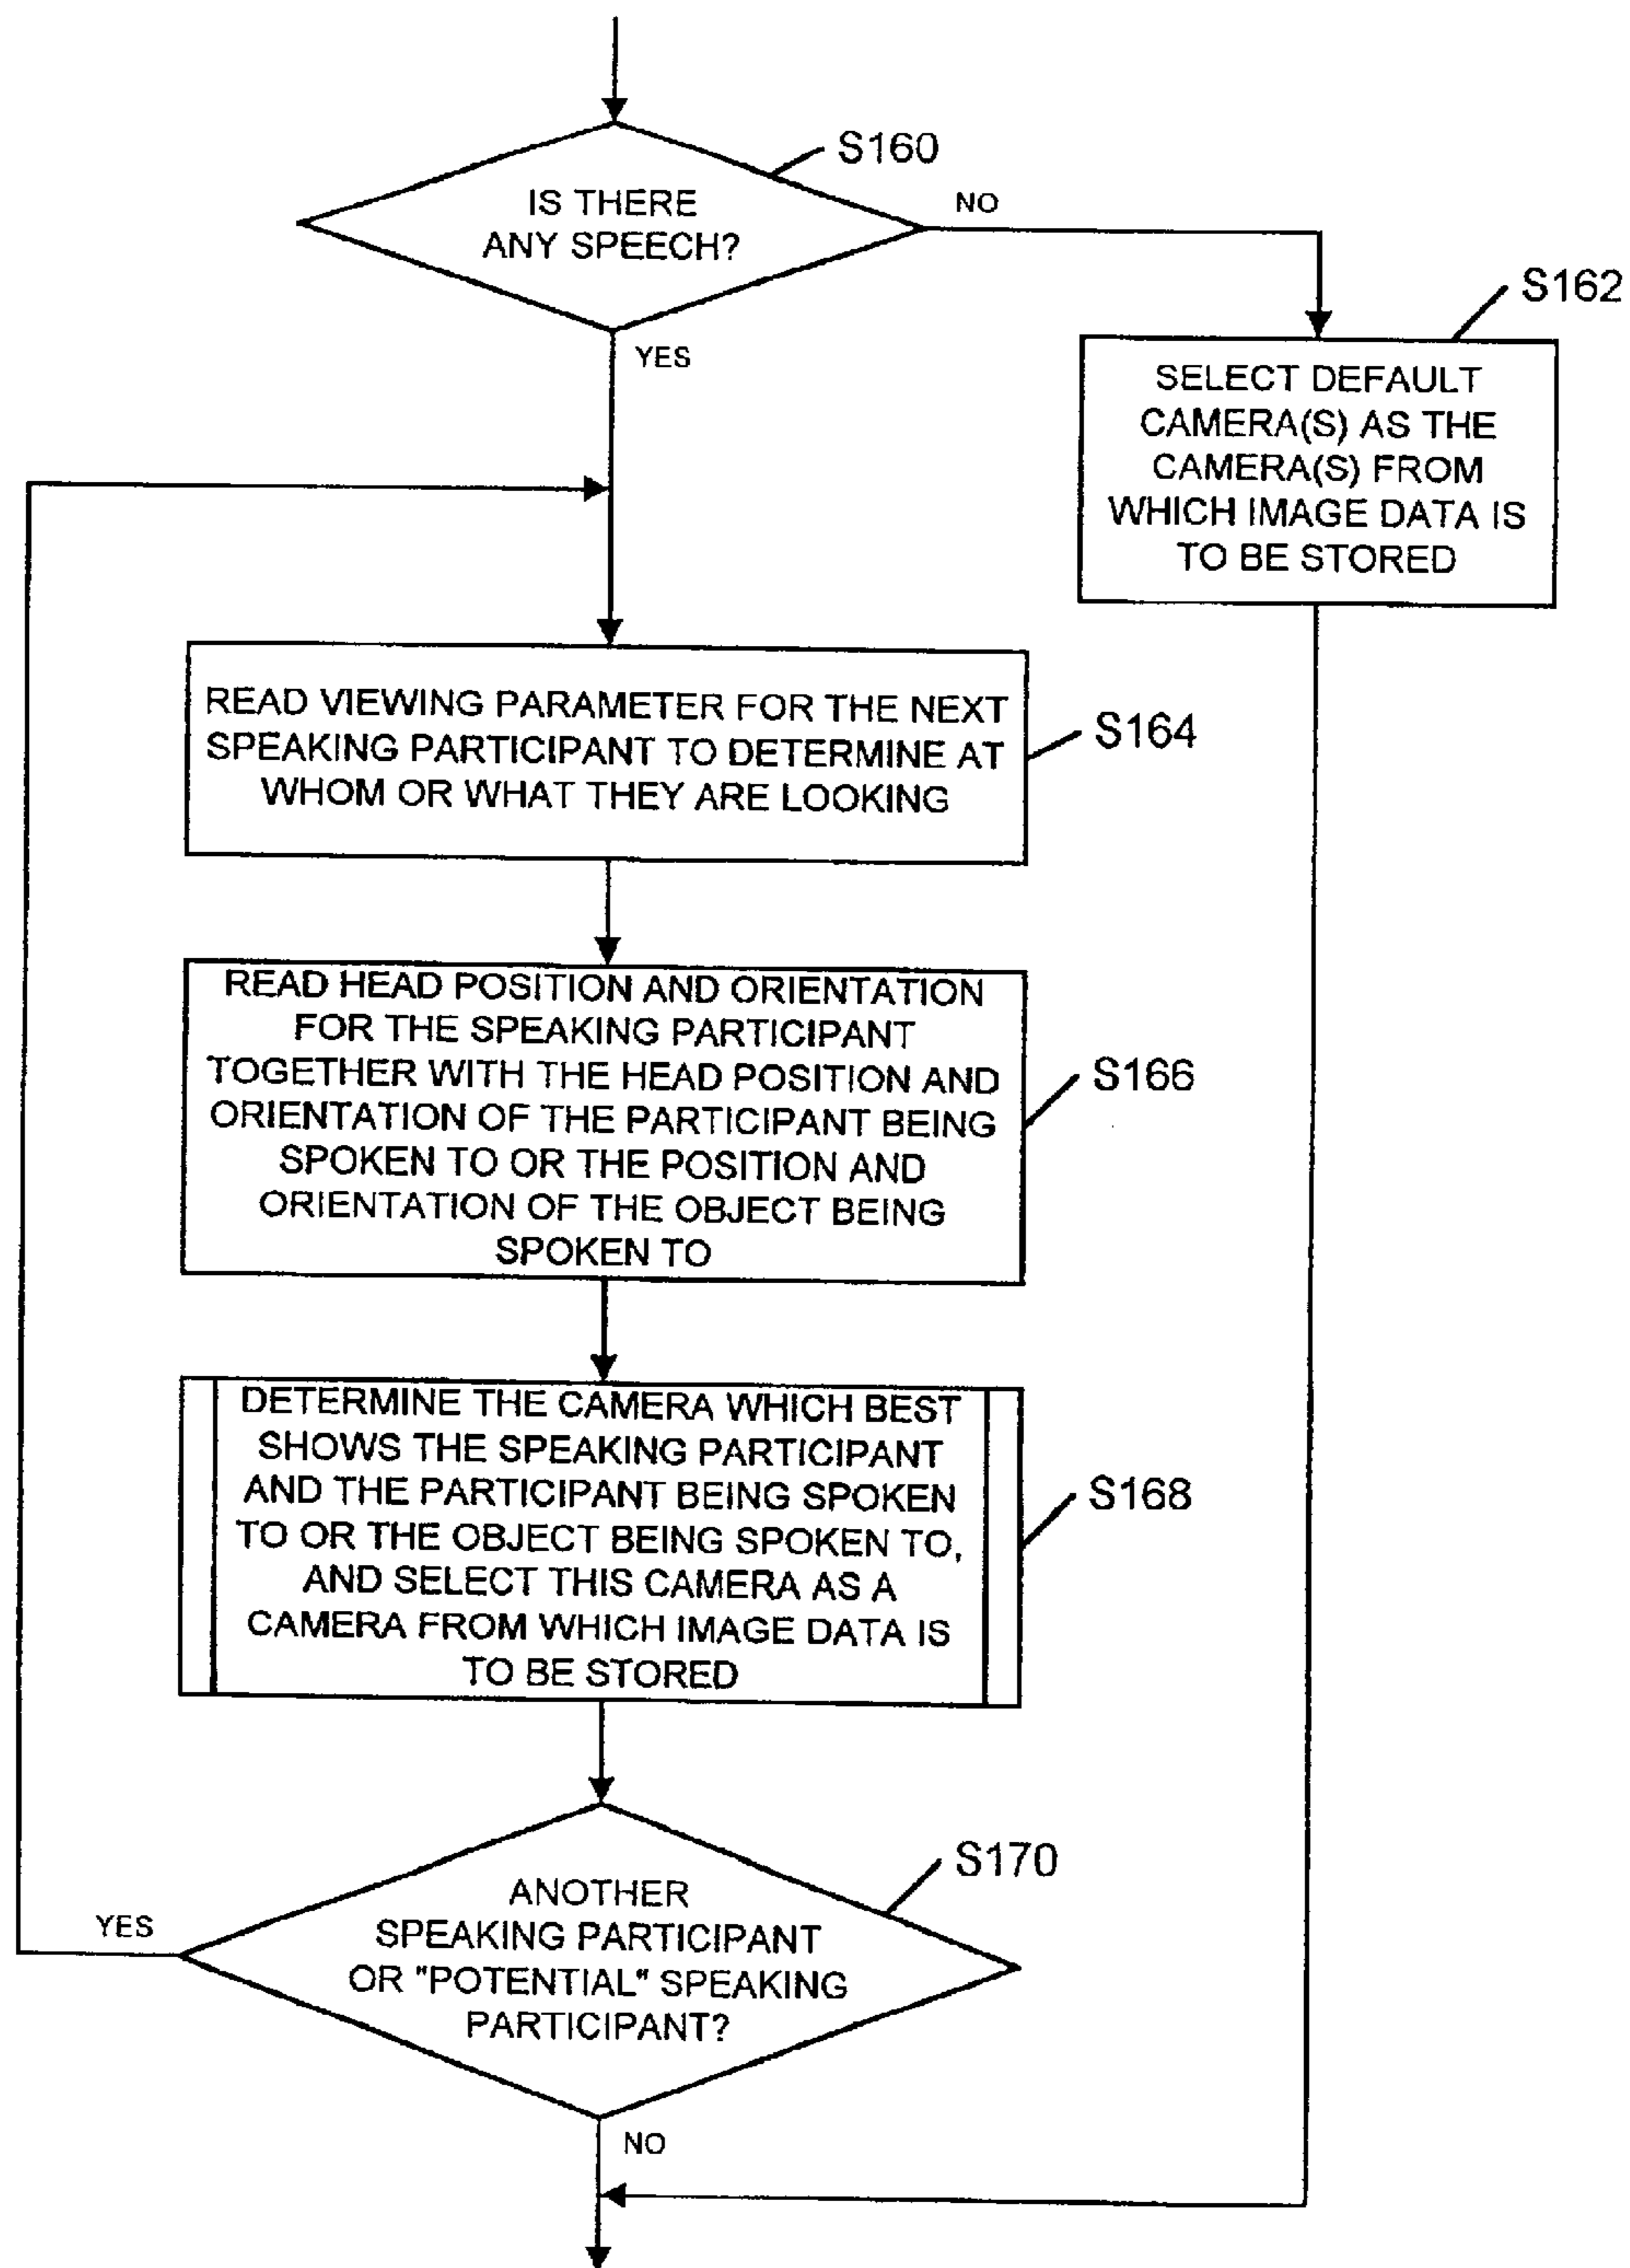 S160
IS THERE
ANY SPEECH?
NO
YES
S162
SELECT DEFAULT
CAMERA(S) AS THE
CAMERA(S) FROM
WHICH IMAGE DATA IS
TO BE STORED
READ VIEWING PARAMETER FOR THE NEXT
SPEAKING PARTICIPANT TO DETERMINE AT
WHOM OR WHAT THEY ARE LOOKING
S164
READ HEAD POSITION AND ORIENTATION
FOR THE SPEAKING PARTICIPANT
TOGETHER WITH THE HEAD POSITION AND
ORIENTATION OF THE PARTICIPANT BEING
SPOKEN TO OR THE POSITION AND
ORIENTATION OF THE OBJECT BEING
SPOKEN TO
S166
DETERMINE THE CAMERA WHICH BEST
SHOWS THE SPEAKING PARTICIPANT
AND THE PARTICIPANT BEING SPOKEN
TO OR THE OBJECT BEING SPOKEN TO,
AND SELECT THIS CAMERA AS A
CAMERA FROM WHICH IMAGE DATA IS
TO BE STORED
S168
S170
ANOTHER
SPEAKING PARTICIPANT
OR "POTENTIAL" SPEAKING
PARTICIPANT?
YES
NO